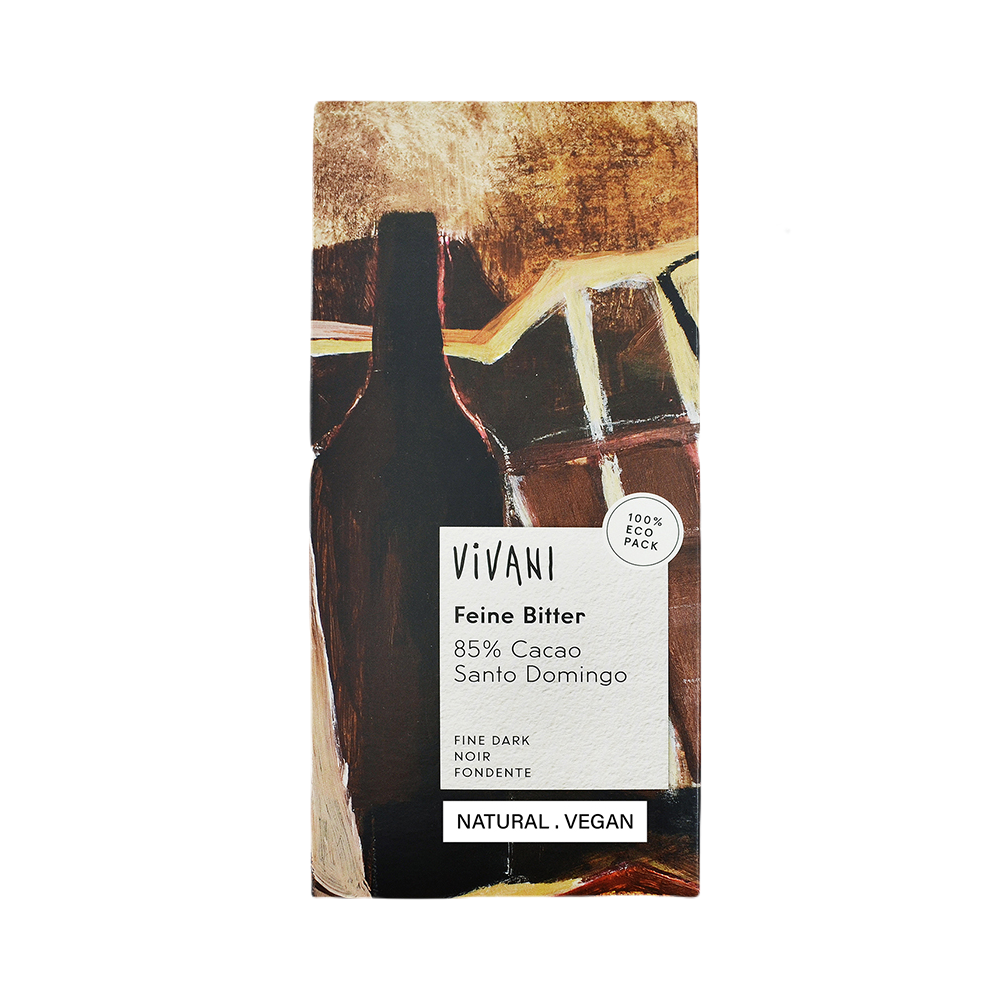 100%
ECO
PACK
ViVANI
Feine Bitter
85% Cacao
Santo Domingo
FINE DARK
NOIR
FONDENTE
NATURAL . VEGAN